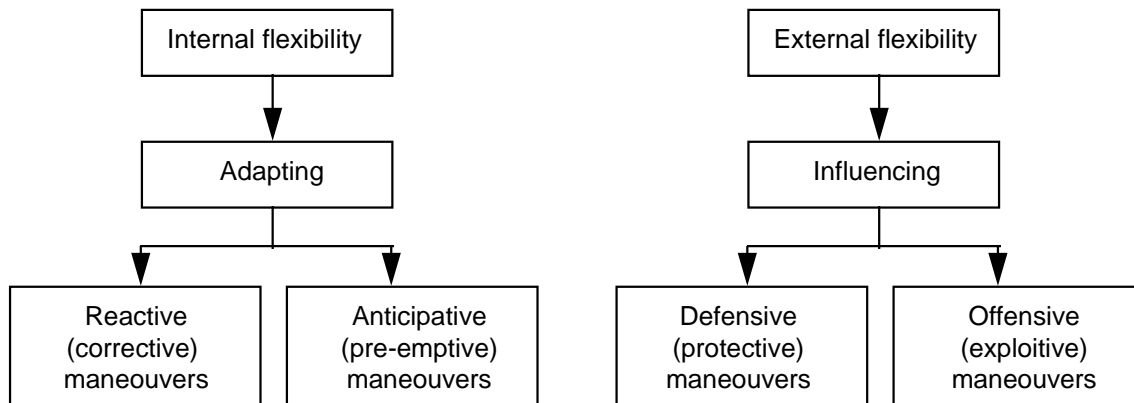 Internal flexibility
External flexibility
Adapting
Influencing
Reactive
(corrective)
maneouvers
Anticipative
(pre-emptive)
maneouvers
Defensive
(protective)
maneouvers
Offensive
(exploitive)
maneouvers